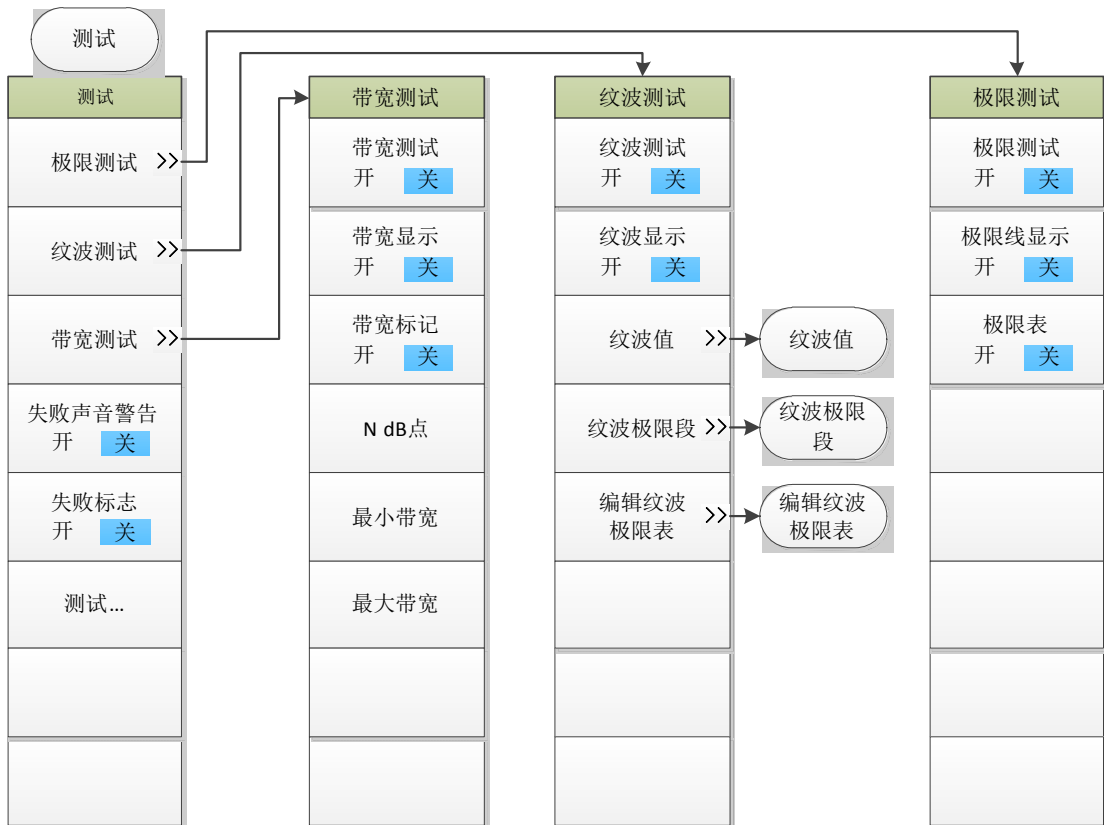 测试
测试
极限测试 >>
纹波测试 >>
带宽测试 >>
失败声音警告
开 关
失败标志
开 关
测试...
带宽测试
带宽测试
开 关
带宽显示
开 关
带宽标记
开 关
N dB点
最小带宽
最大带宽
纹波测试
纹波测试
开 关
纹波显示
开 关
纹波值 >>
纹波极限段 >>
编辑纹波 >>
极限表
纹波值
纹波极限
段
编辑纹波
极限表
极限测试
极限测试
开 关
极限线显示
开 关
极限表
开 关